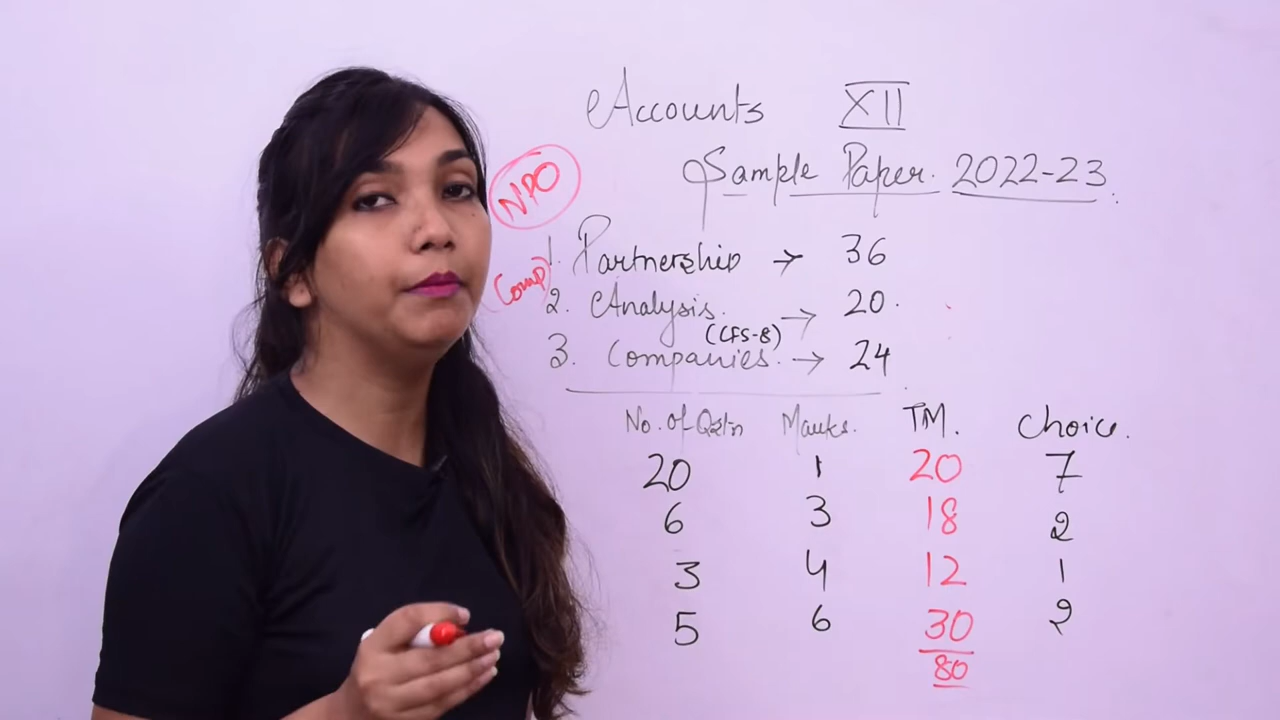 Accounts XII
Sample Paper. 2022-23.
NPO
1. Partnership → 36
Comp
2. Analysis. → 20.
(CFS-8)
3. Companies. → 24
No. of Qstn Marks. TM. Choice.
20 1 20 7
6 3 18 2
3 4 12 1
5 6 30 2
80